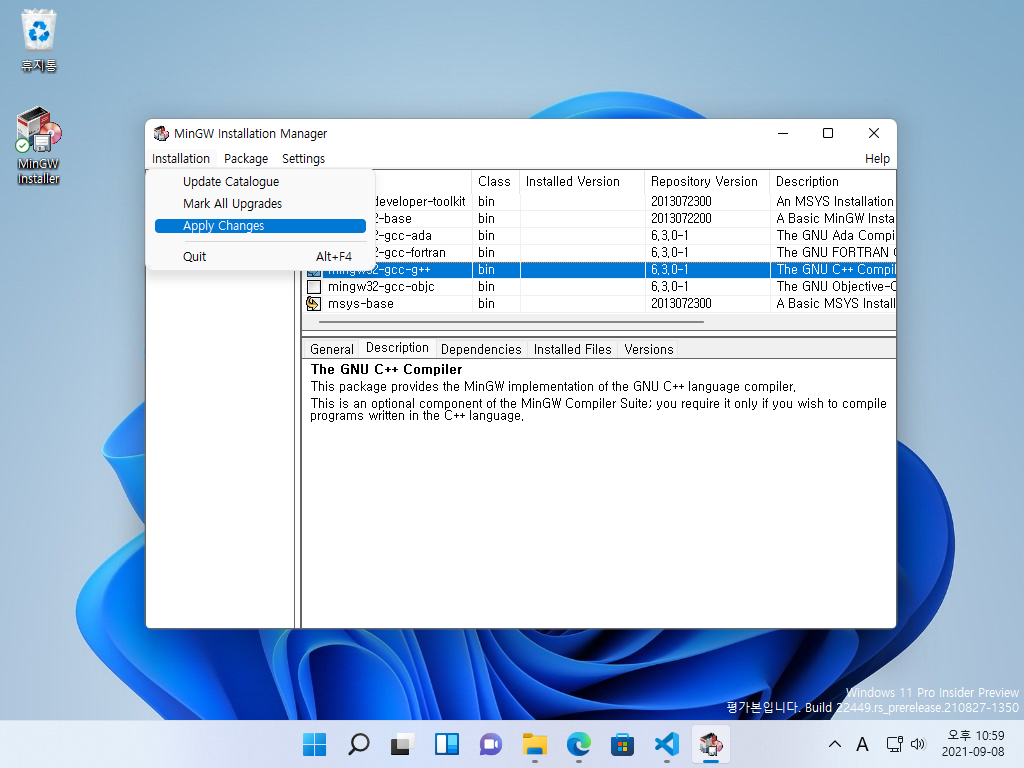 휴지통
MinGW
Installer
MinGW Installation Manager
Installation Package Settings Help
Update Catalogue
Mark All Upgrades
Apply Changes
Quit Alt+F4
Class Installed Version Repository Version Description
developer-toolkit bin 2013072300 An MSYS Installation
2-base bin 2013072200 A Basic MinGW Insta
2-gcc-ada bin 6.3.0-1 The GNU Ada Compi
2-gcc-fortran bin 6.3.0-1 The GNU FORTRAN C
mingw32-gcc-g++ bin 6.3.0-1 The GNU C++ Compil
mingw32-gcc-objc bin 6.3.0-1 The GNU Objective-C
msys-base bin 2013072300 A Basic MSYS Install
General Description Dependencies Installed Files Versions
The GNU C++ Compiler
This package provides the MinGW implementation of the GNU C++ language compiler.
This is an optional component of the MinGW Compiler Suite; you require it only if you wish to compile
programs written in the C++ language.
Windows 11 Pro Insider Preview
평가본입니다. Build 22449.rs_prerelease.210827-1350
A
오후 10:59
2021-09-08